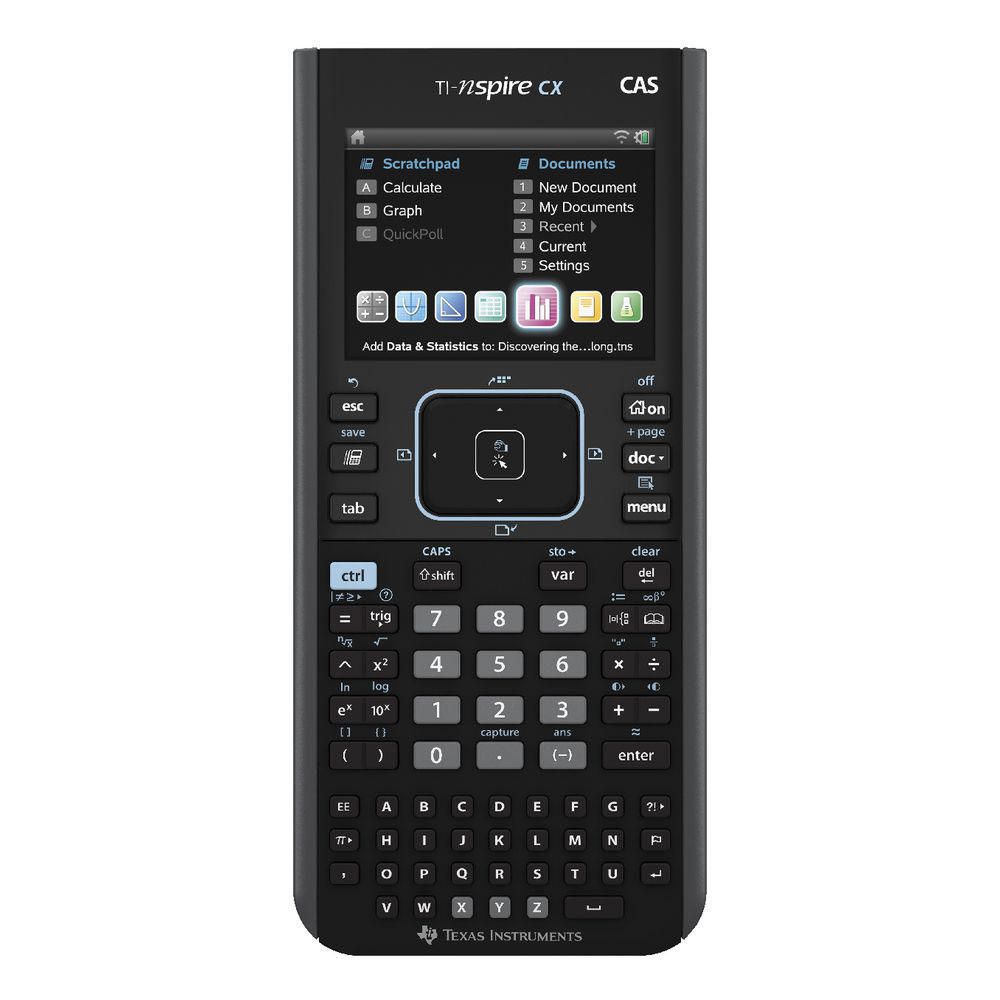 TI-nspire CX CAS
Scratchpad
A Calculate
B Graph
C QuickPoll
Documents
1 New Document
2 My Documents
3 Recent
4 Current
5 Settings
Add Data & Statistics to: Discovering the...long.tns
off
esc on
save + page
doc
tab menu
CAPS sto→ clear
ctrl ⇧shift var del
|≠≥▸ ? := ∞β°
= trig 7 8 9 |□|{
ⁿ√x √ "□"
^ x² 4 5 6 × ÷
ln log
eˣ 10ˣ 1 2 3 + −
[ ] { } capture ans ≈
( ) 0 . (−) enter
EE A B C D E F G ?!▸
π▸ H I J K L M N
, O P Q R S T U ↵
V W X Y Z
TEXAS INSTRUMENTS